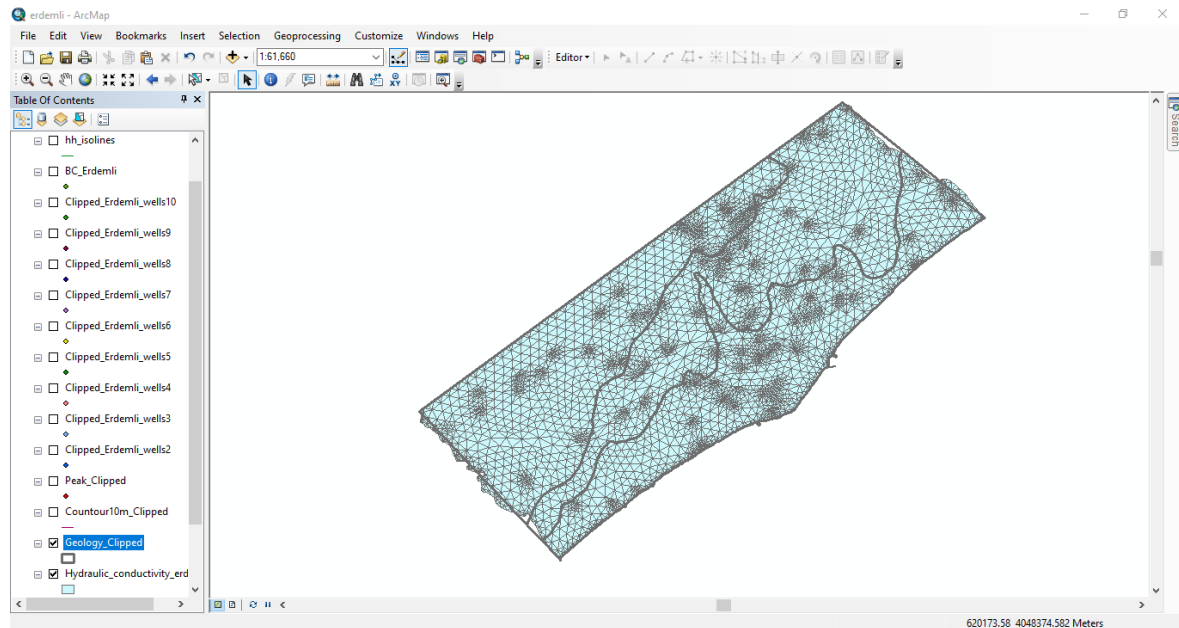 erdemli - ArcMap
File Edit View Bookmarks Insert Selection Geoprocessing Customize Windows Help
1:61,660
Editor
Table Of Contents
hh_isolines
BC_Erdemli
Clipped_Erdemli_wells10
Clipped_Erdemli_wells9
Clipped_Erdemli_wells8
Clipped_Erdemli_wells7
Clipped_Erdemli_wells6
Clipped_Erdemli_wells5
Clipped_Erdemli_wells4
Clipped_Erdemli_wells3
Clipped_Erdemli_wells2
Peak_Clipped
Countour10m_Clipped
Geology_Clipped
Hydraulic_conductivity_erd
Search
620173.58 4048374.582 Meters